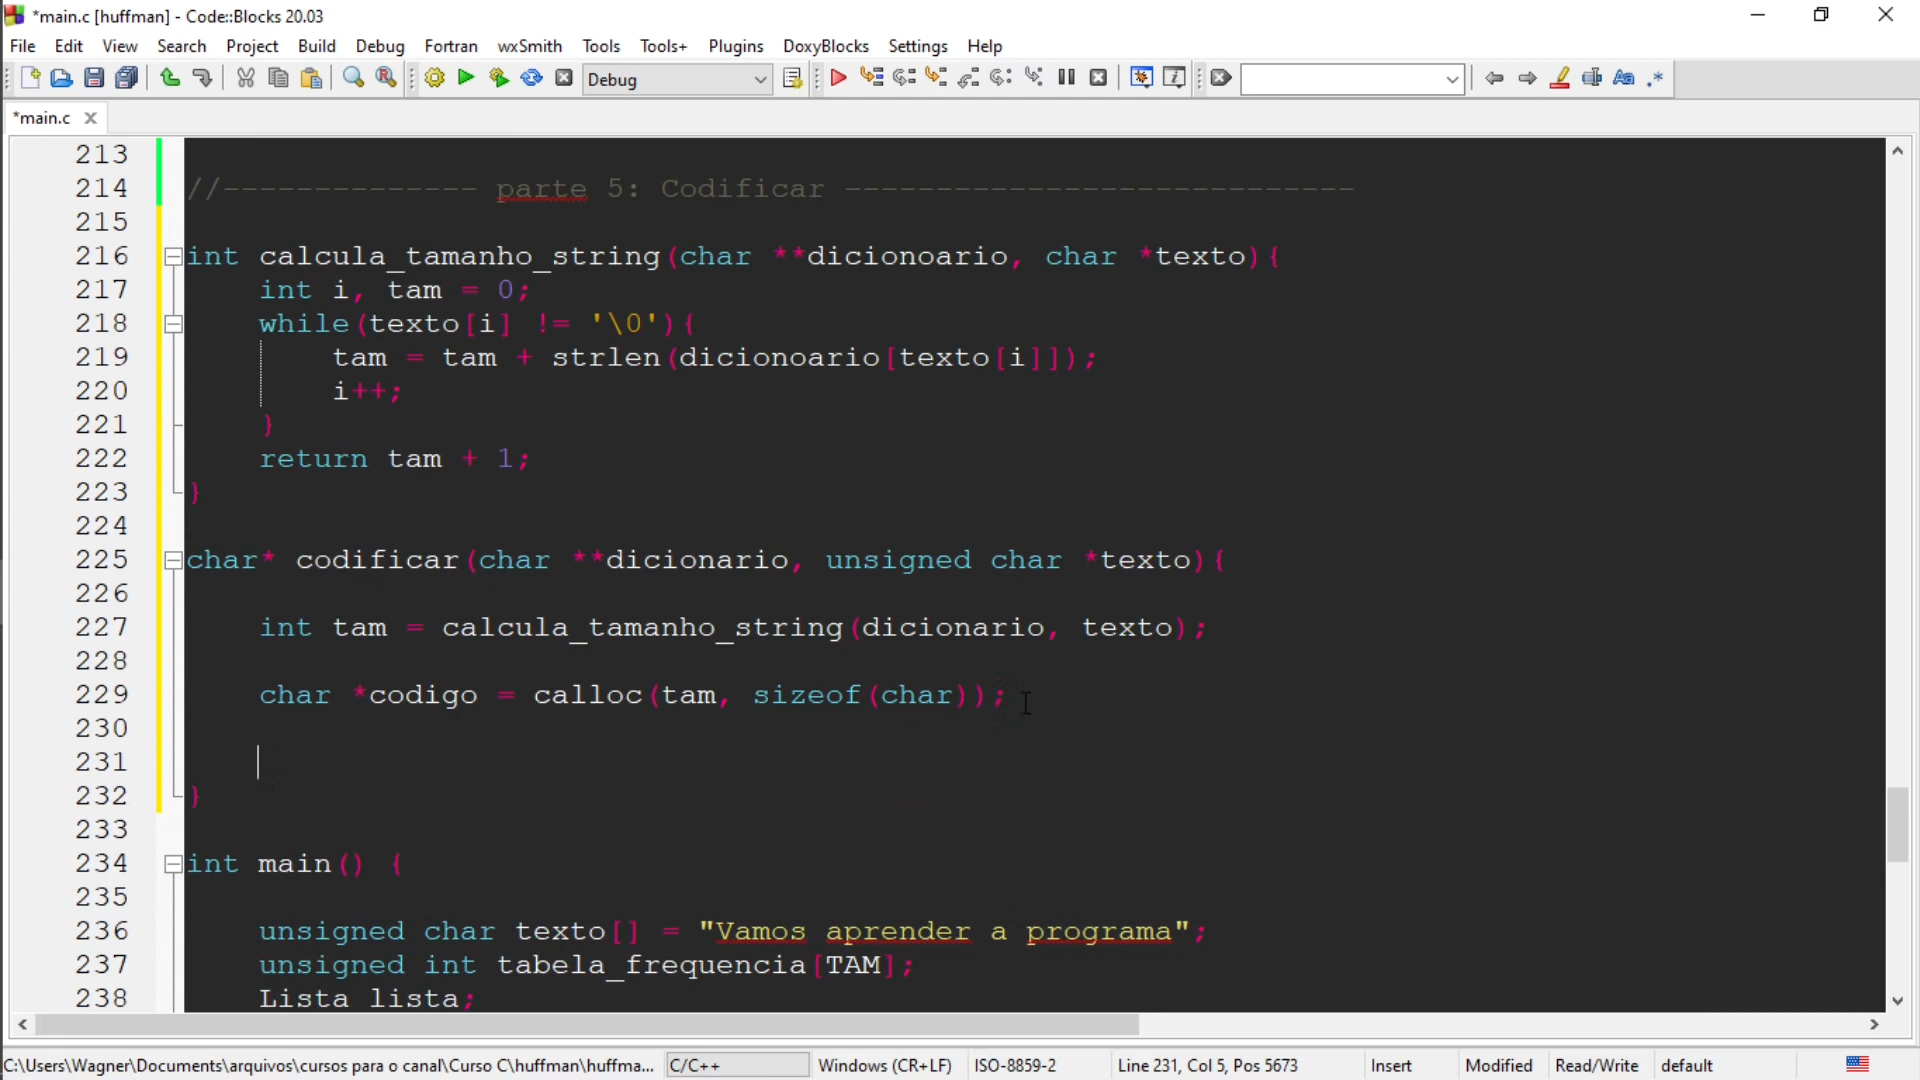 *main.c [huffman] - Code::Blocks 20.03
File Edit View Search Project Build Debug Fortran wxSmith Tools Tools+ Plugins DoxyBlocks Settings Help
Debug
*main.c
213
214 //-------------- parte 5: Codificar ----------------------------
215
216 int calcula_tamanho_string(char **dicionoario, char *texto){
217 int i, tam = 0;
218 while(texto[i] != '\0'){
219 tam = tam + strlen(dicionoario[texto[i]]);
220 i++;
221 }
222 return tam + 1;
223 }
224
225 char* codificar(char **dicionario, unsigned char *texto){
226
227 int tam = calcula_tamanho_string(dicionario, texto);
228
229 char *codigo = calloc(tam, sizeof(char));
230
231
232 }
233
234 int main() {
235
236 unsigned char texto[] = "Vamos aprender a programa";
237 unsigned int tabela_frequencia[TAM];
238 Lista lista;
C:\Users\Wagner\Documents\arquivos\cursos para o canal\Curso C\huffman\huffma... C/C++ Windows (CR+LF) ISO-8859-2 Line 231, Col 5, Pos 5673 Insert Modified Read/Write default